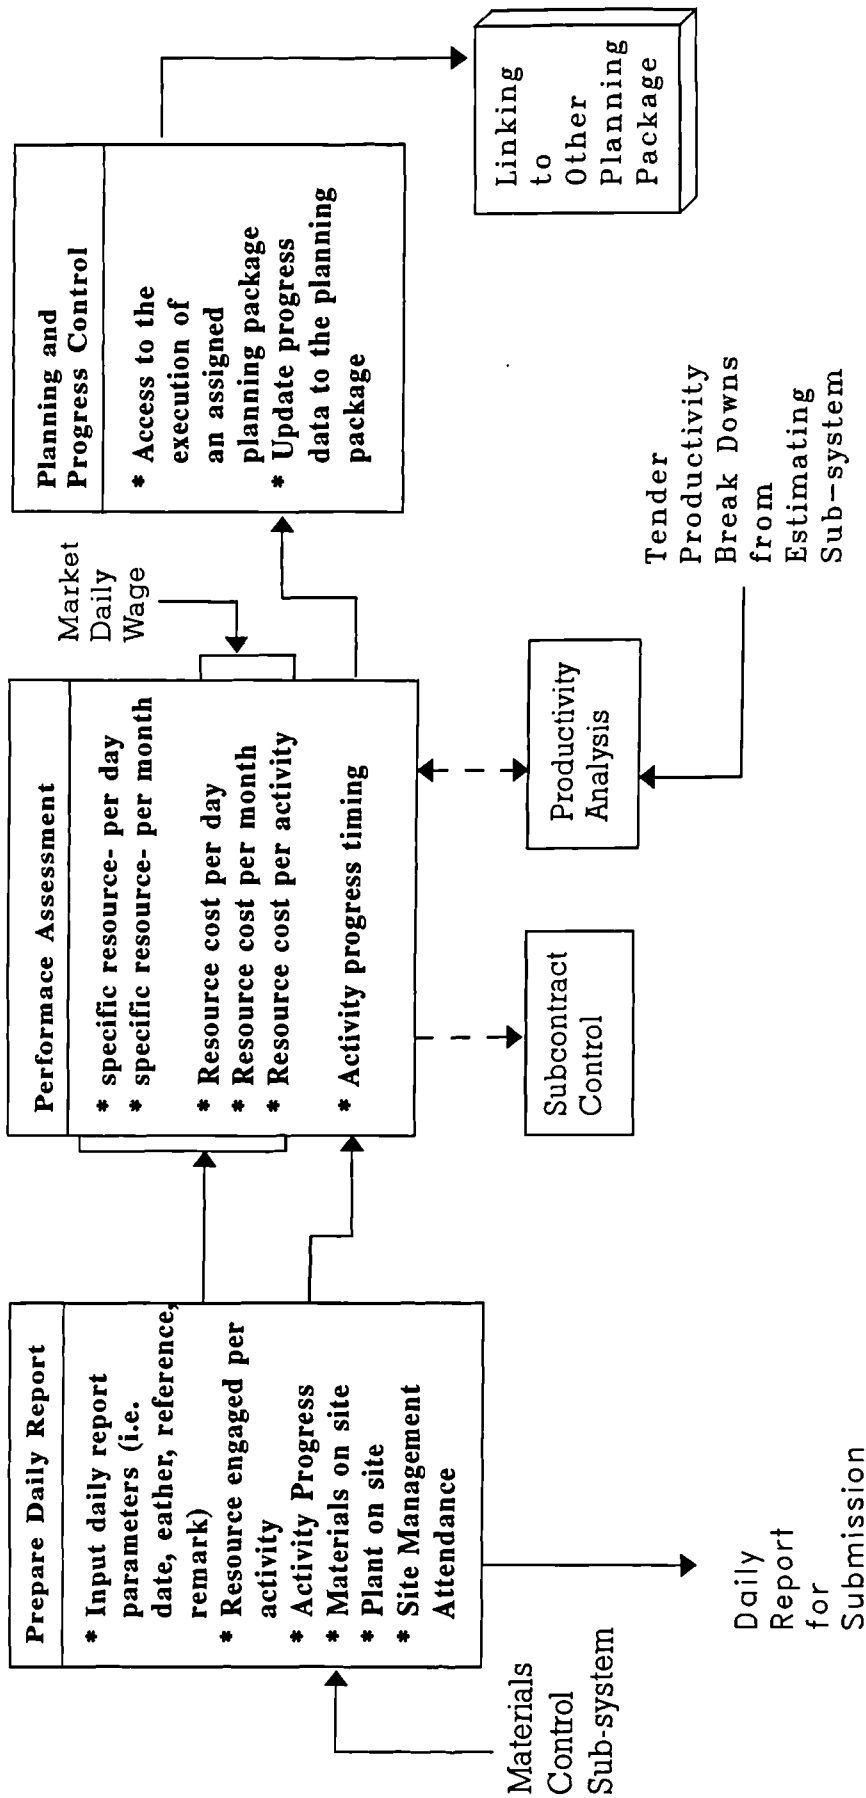 Prepare Daily Report
* Input daily report
parameters (i.e.
date, eather, reference,
remark)
* Resource engaged per
activity
* Activity Progress
* Materials on site
* Plant on site
* Site Management
Attendance
Materials
Control
Sub-system
Daily
Report
for
Submission
Performace Assessment
* specific resource- per day
* specific resource- per month
* Resource cost per day
* Resource cost per month
* Resource cost per activity
* Activity progress timing
Subcontract
Control
Productivity
Analysis
Market
Daily
Wage
Tender
Productivity
Break Downs
from
Estimating
Sub-system
Planning and
Progress Control
* Access to the
execution of
an assigned
planning package
* Update progress
data to the planning
package
Linking
to
Other
Planning
Package